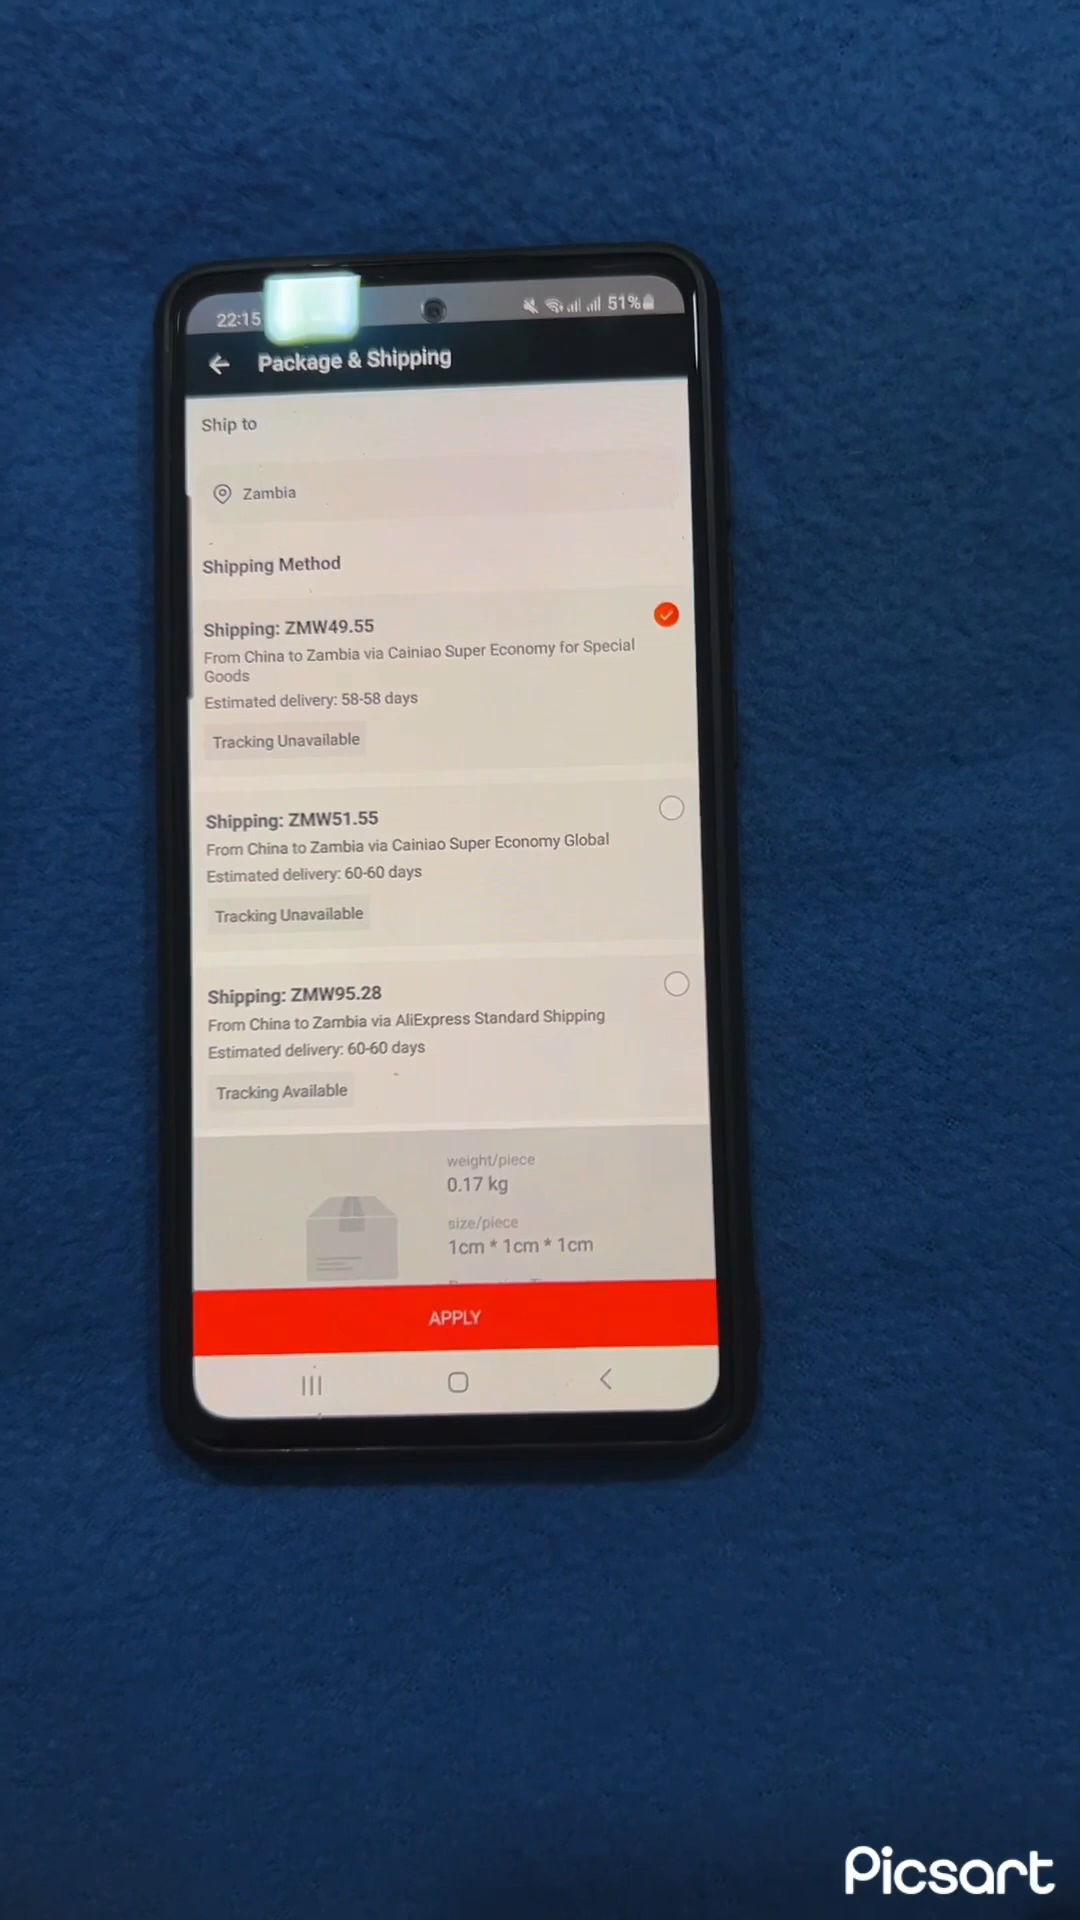 22:15
51%
Package & Shipping
Ship to
Zambia
Shipping Method
Shipping: ZMW49.55
From China to Zambia via Cainiao Super Economy for Special
Goods
Estimated delivery: 58-58 days
Tracking Unavailable
Shipping: ZMW51.55
From China to Zambia via Cainiao Super Economy Global
Estimated delivery: 60-60 days
Tracking Unavailable
Shipping: ZMW95.28
From China to Zambia via AliExpress Standard Shipping
Estimated delivery: 60-60 days
Tracking Available
weight/piece
0.17 kg
size/piece
1cm * 1cm * 1cm
APPLY
Picsart